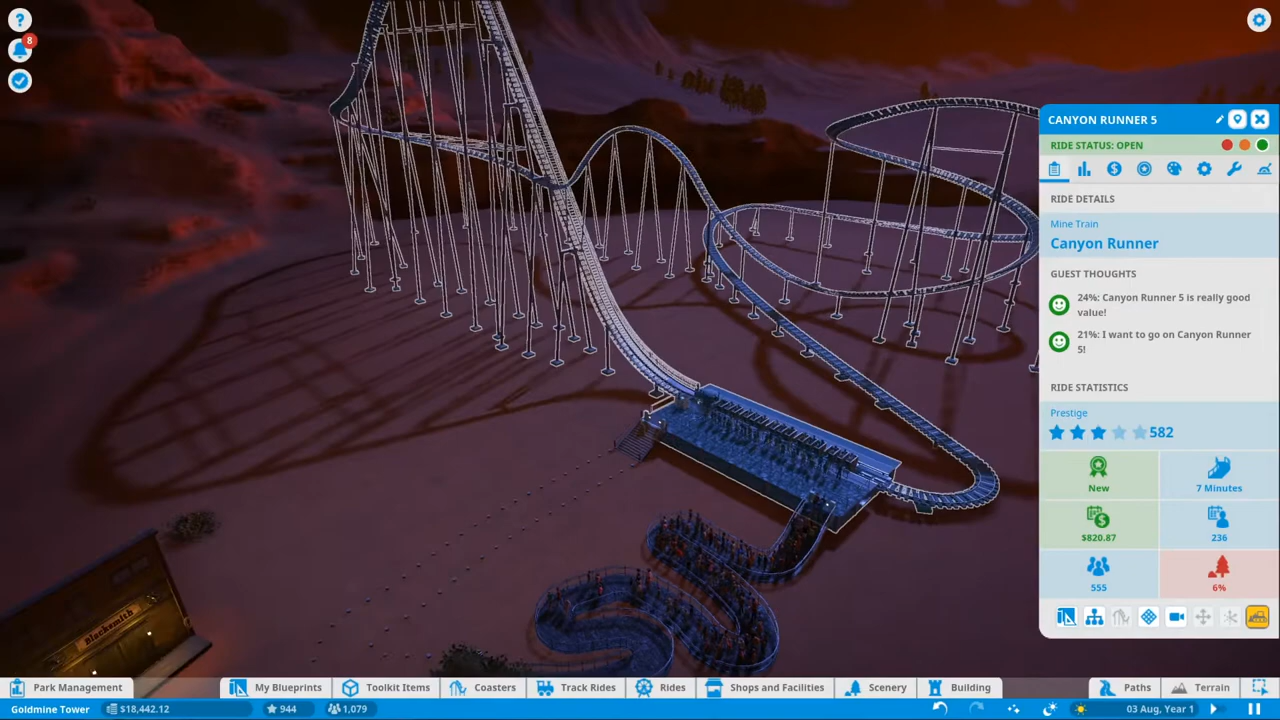 ?
8
CANYON RUNNER 5
RIDE STATUS: OPEN
RIDE DETAILS
Mine Train
Canyon Runner
GUEST THOUGHTS
24%: Canyon Runner 5 is really good
value!
21%: I want to go on Canyon Runner
5!
RIDE STATISTICS
Prestige
582
New
7 Minutes
$820.87
236
555
6%
Blacksmith
Park Management
My Blueprints
Toolkit Items
Coasters
Track Rides
Rides
Shops and Facilities
Scenery
Building
Paths
Terrain
Goldmine Tower
$18,442.12
944
1,079
03 Aug, Year 1